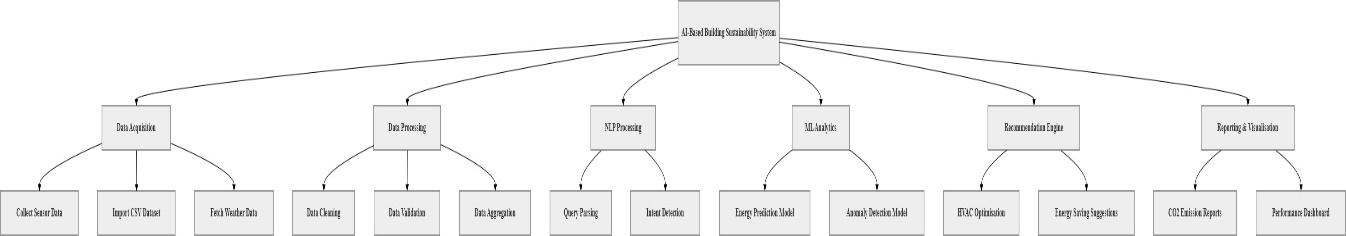 AI-Based Building Sustainability System
Data Acquisition
Data Processing
NLP Processing
ML Analytics
Recommendation Engine
Reporting & Visualisation
Collect Sensor Data
Import CSV Dataset
Fetch Weather Data
Data Cleaning
Data Validation
Data Aggregation
Query Parsing
Intent Detection
Energy Prediction Model
Anomaly Detection Model
HVAC Optimisation
Energy Saving Suggestions
CO2 Emission Reports
Performance Dashboard